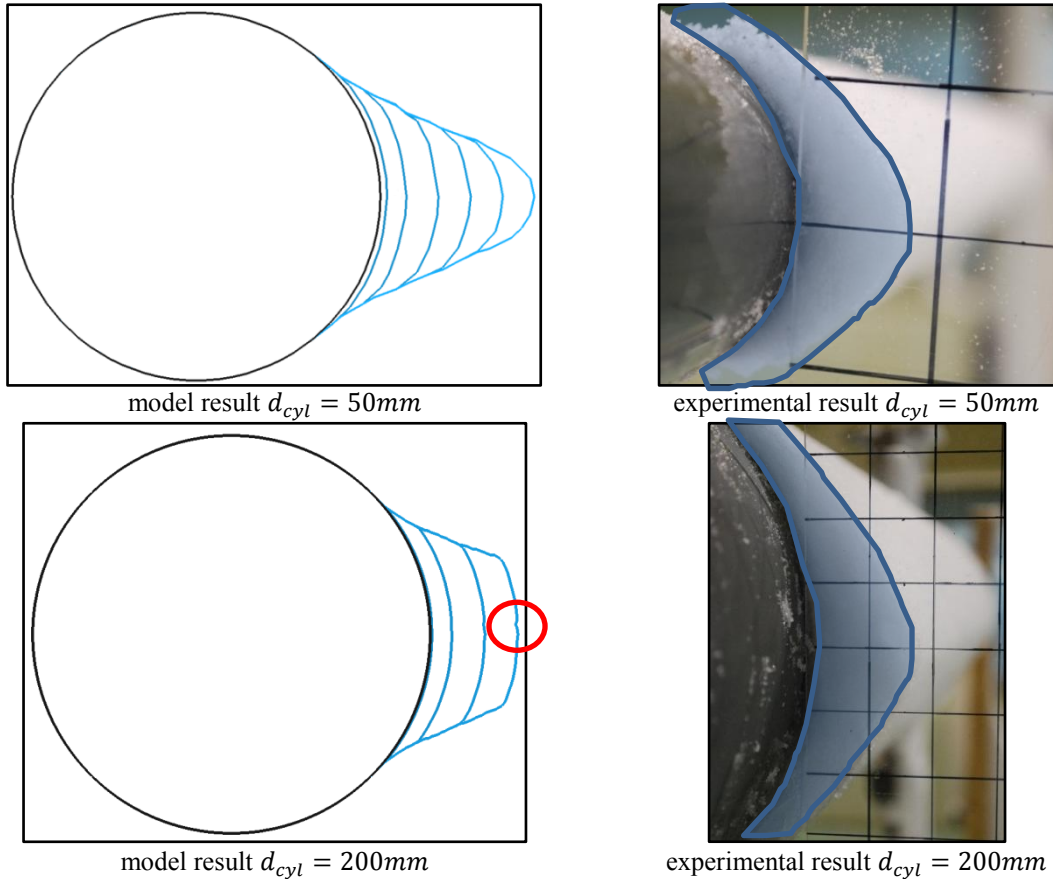 model result d_cyl = 50mm
experimental result d_cyl = 50mm
model result d_cyl = 200mm
experimental result d_cyl = 200mm